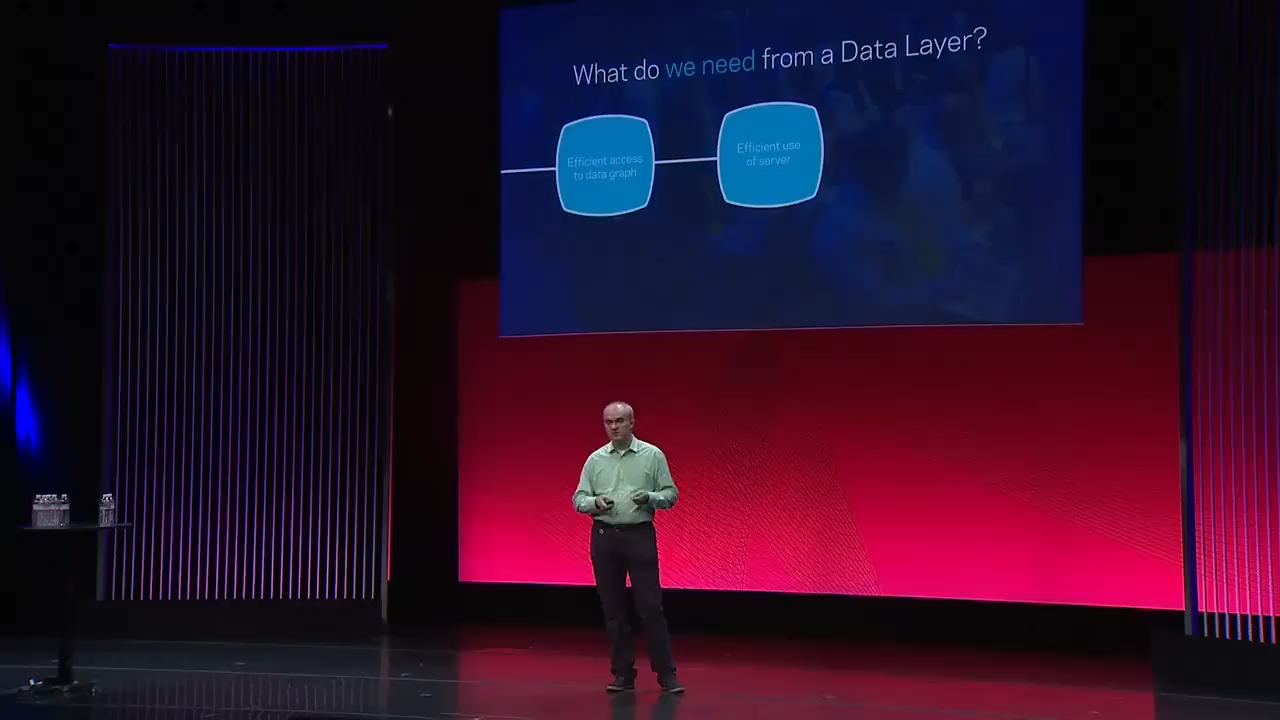 What do we need from a Data Layer?
Efficient access
to data graph
Efficient use
of server